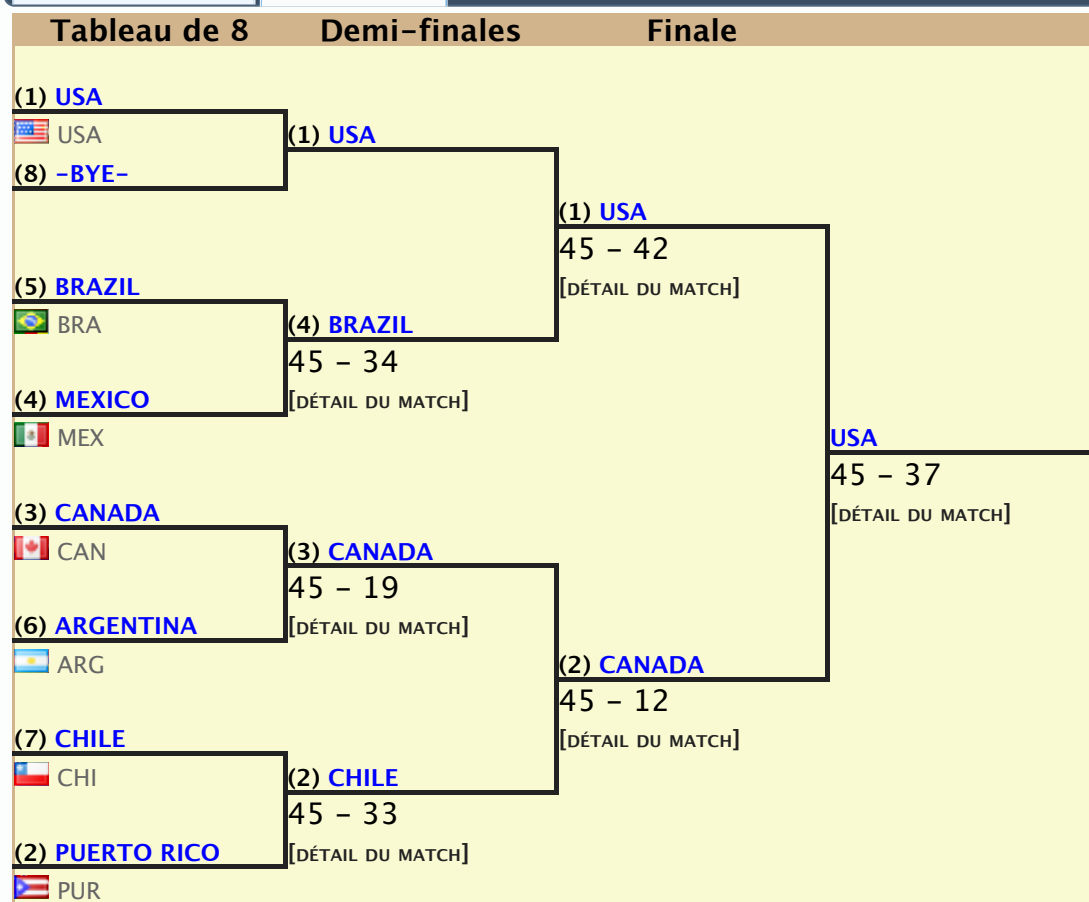 Tableau de 8 Demi-finales Finale
(1) USA
USA
(1) USA
(8) -BYE-
(1) USA
45 - 42
[DÉTAIL DU MATCH]
(5) BRAZIL
BRA
(4) BRAZIL
45 - 34
[DÉTAIL DU MATCH]
(4) MEXICO
MEX
USA
45 - 37
[DÉTAIL DU MATCH]
(3) CANADA
CAN
(3) CANADA
45 - 19
[DÉTAIL DU MATCH]
(6) ARGENTINA
ARG
(2) CANADA
45 - 12
[DÉTAIL DU MATCH]
(7) CHILE
CHI
(2) CHILE
45 - 33
[DÉTAIL DU MATCH]
(2) PUERTO RICO
PUR